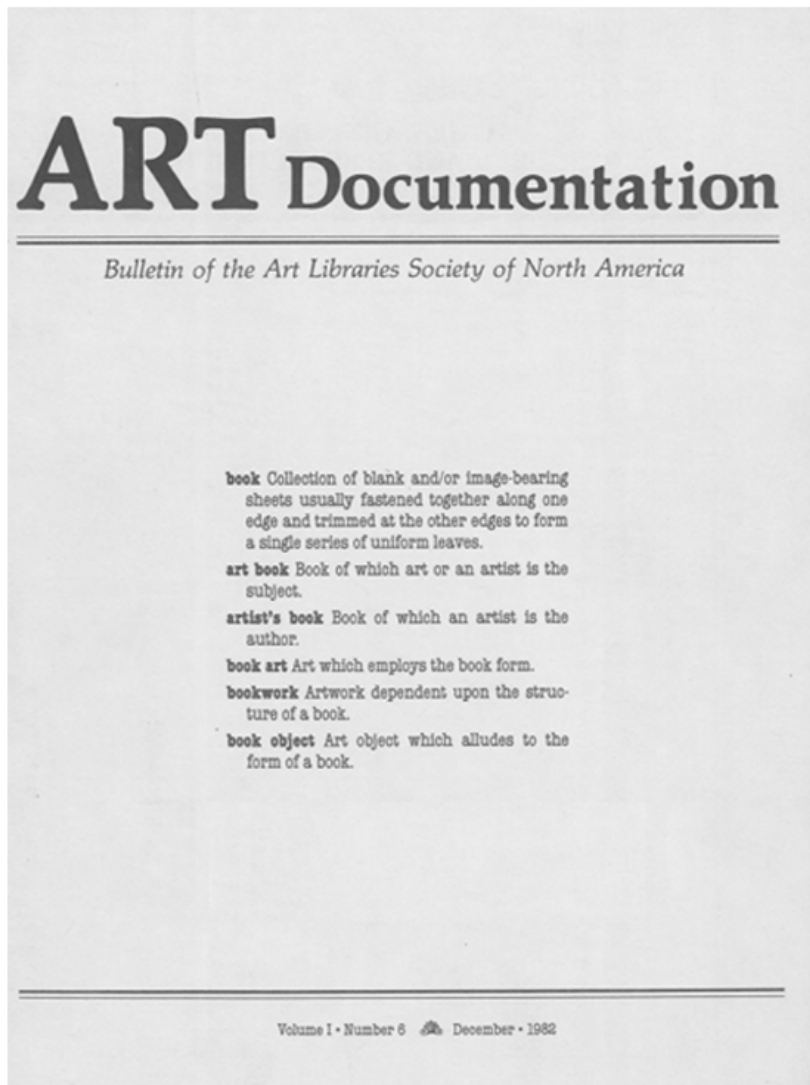 ART Documentation
Bulletin of the Art Libraries Society of North America
book Collection of blank and/or image-bearing
sheets usually fastened together along one
edge and trimmed at the other edges to form
a single series of uniform leaves.
art book Book of which art or an artist is the
subject.
artist's book Book of which an artist is the
author.
book art Art which employs the book form.
bookwork Artwork dependent upon the struc-
ture of a book.
book object Art object which alludes to the
form of a book.
Volume I • Number 6 December • 1982